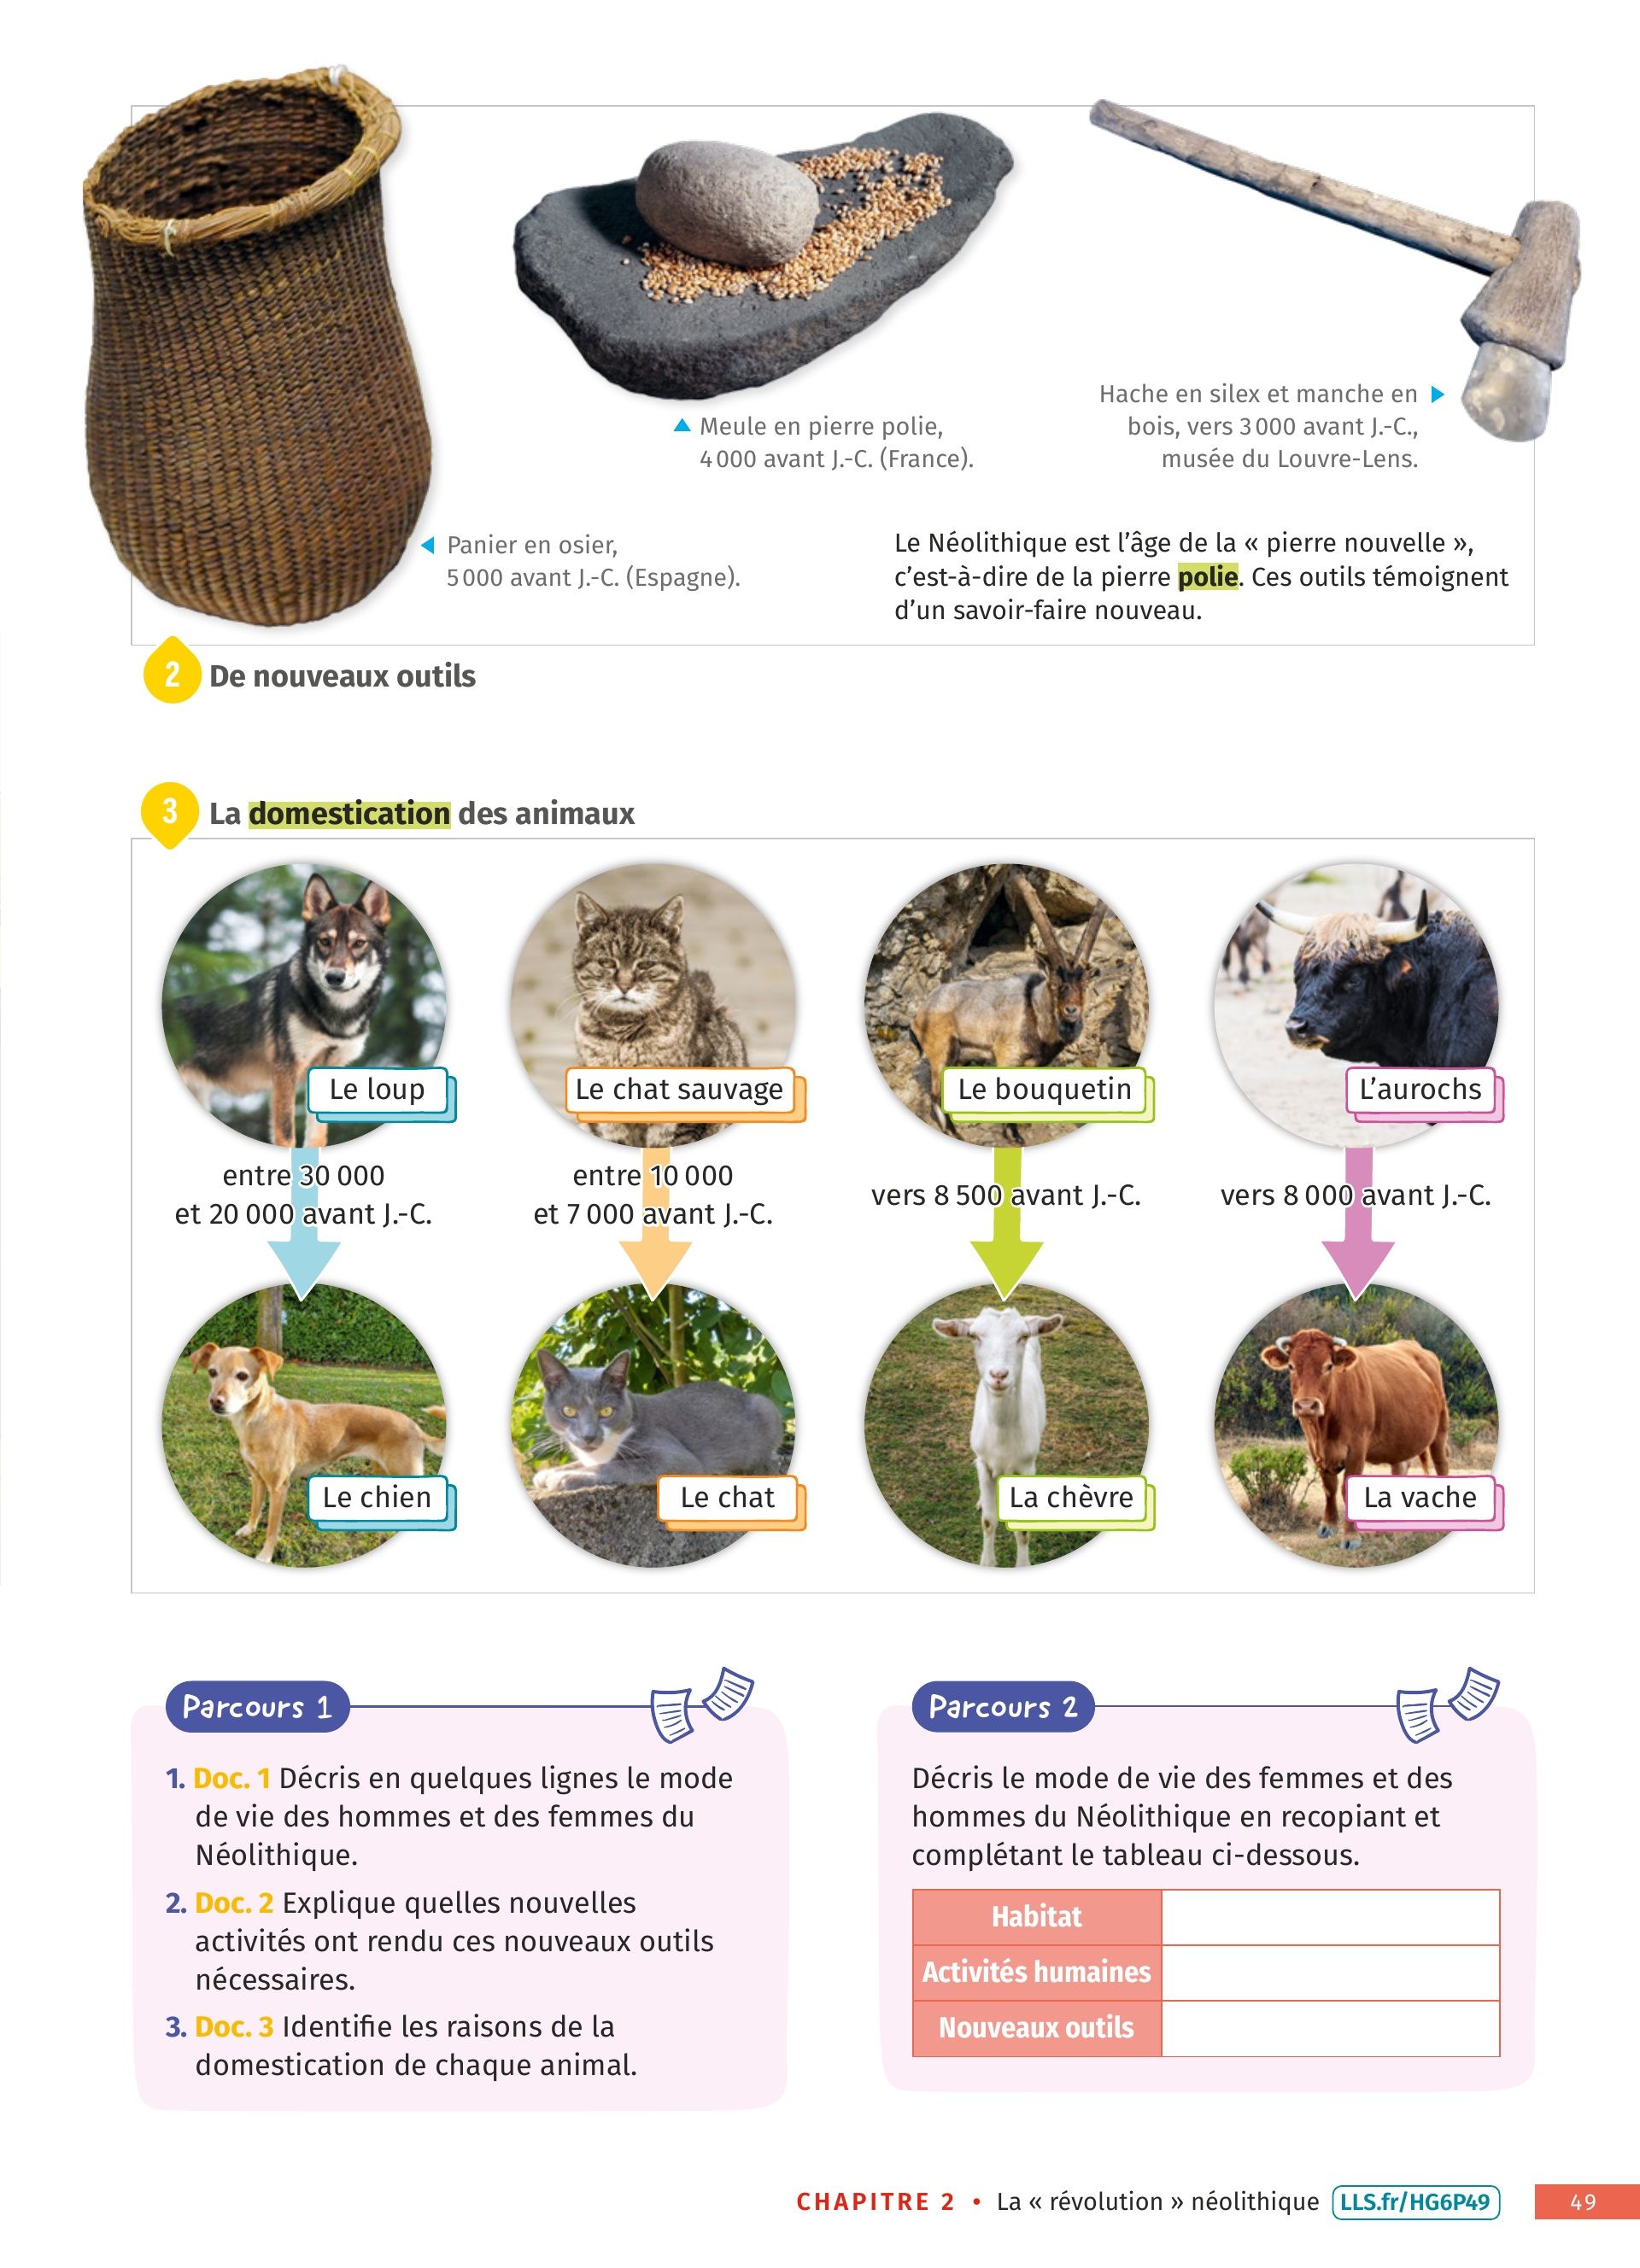 Hache en silex et manche en
bois, vers 3 000 avant J.-C.,
musée du Louvre-Lens.
Meule en pierre polie,
4 000 avant J.-C. (France).
Panier en osier,
5 000 avant J.-C. (Espagne).
Le Néolithique est l’âge de la « pierre nouvelle »,
c’est-à-dire de la pierre polie. Ces outils témoignent
d’un savoir-faire nouveau.
2 De nouveaux outils
3 La domestication des animaux
Le loup
Le chat sauvage
Le bouquetin
L’aurochs
entre 30 000
et 20 000 avant J.-C.
entre 10 000
et 7 000 avant J.-C.
vers 8 500 avant J.-C.
vers 8 000 avant J.-C.
Le chien
Le chat
La chèvre
La vache
Parcours 1
1. Doc. 1 Décris en quelques lignes le mode
de vie des hommes et des femmes du
Néolithique.
2. Doc. 2 Explique quelles nouvelles
activités ont rendu ces nouveaux outils
nécessaires.
3. Doc. 3 Identifie les raisons de la
domestication de chaque animal.
Parcours 2
Décris le mode de vie des femmes et des
hommes du Néolithique en recopiant et
complétant le tableau ci-dessous.
Habitat
Activités humaines
Nouveaux outils
CHAPITRE 2 • La « révolution » néolithique LLS.fr/HG6P49 49